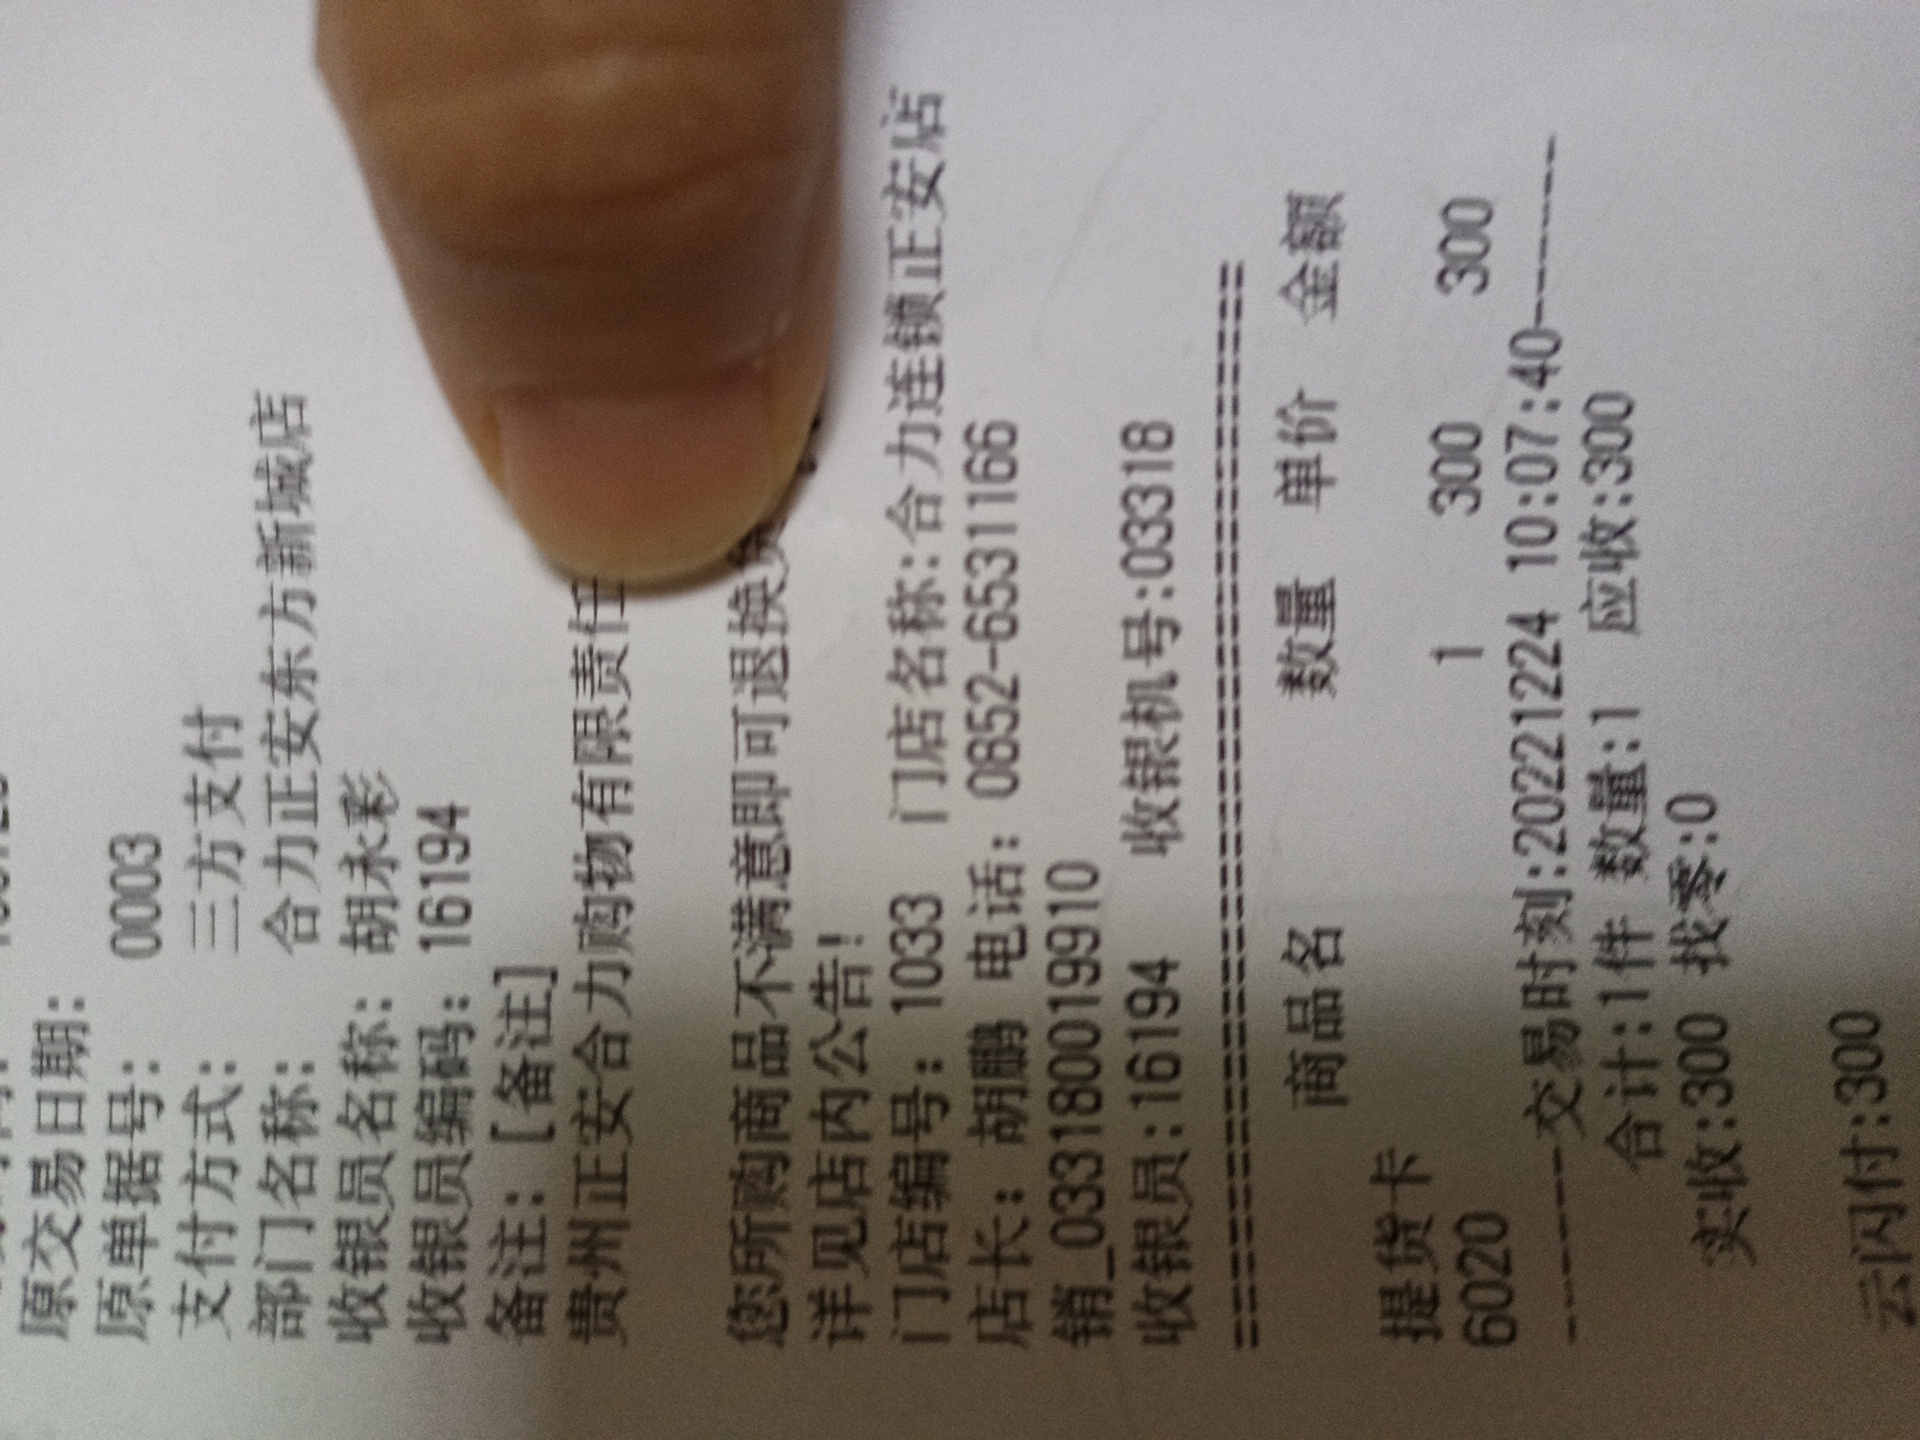 原交易日期:
原单据号: 00003
支付方式: 三方支付
部门名称: 合力正安东方新城店
收银员名称: 胡永彩
收银员编码: 16194
备注: [备注]
贵州正安合力购物有限责任
您所购商品不满意即可退换
详见店内公告!
门店编号: 1033 门店名称:合力连锁正安店
店长: 胡鹏 电话: 0852-6531166
销_0331800199910
收银员:16194 收银机号:03318
商品名 数量 单价 金额
提货卡
6020 1 300 300
--------交易时刻:20221224 10:07:40---------
合计:1件 数量:1 应收:300
实收:300 找零:0
云闪付:300